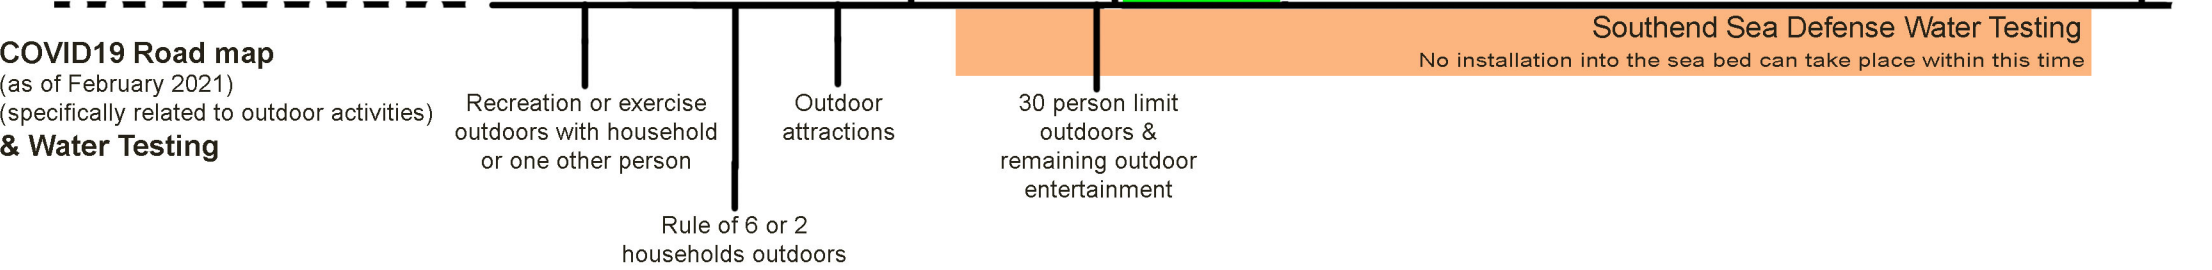 Southend Sea Defense Water Testing
No installation into the sea bed can take place within this time
COVID19 Road map
(as of February 2021)
(specifically related to outdoor activities)
& Water Testing
Recreation or exercise
outdoors with household
or one other person
Rule of 6 or 2
households outdoors
Outdoor
attractions
30 person limit
outdoors &
remaining outdoor
entertainment